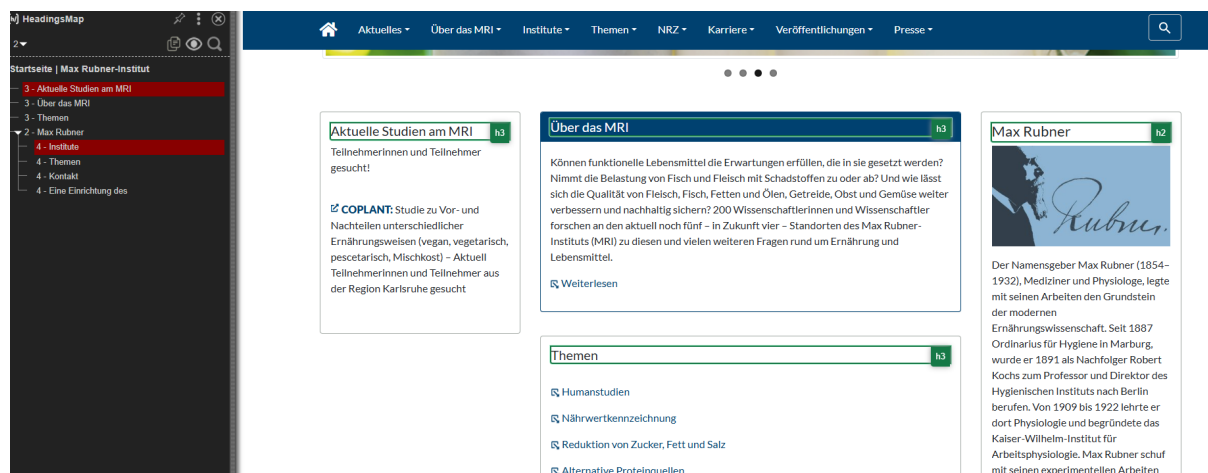 HeadingsMap
2
Startseite | Max Rubner-Institut
3 - Aktuelle Studien am MRI
3 - Über das MRI
3 - Themen
2 - Max Rubner
4 - Institute
4 - Themen
4 - Kontakt
4 - Eine Einrichtung des
Aktuelles Über das MRI Institute Themen NRZ Karriere Veröffentlichungen Presse
Aktuelle Studien am MRI h3
Teilnehmerinnen und Teilnehmer
gesucht!
COPLANT: Studie zu Vor- und
Nachteilen unterschiedlicher
Ernährungsweisen (vegan, vegetarisch,
pescetarisch, Mischkost) – Aktuell
Teilnehmerinnen und Teilnehmer aus
der Region Karlsruhe gesucht
Über das MRI h3
Können funktionelle Lebensmittel die Erwartungen erfüllen, die in sie gesetzt werden?
Nimmt die Belastung von Fisch und Fleisch mit Schadstoffen zu oder ab? Und wie lässt
sich die Qualität von Fleisch, Fisch, Fetten und Ölen, Getreide, Obst und Gemüse weiter
verbessern und nachhaltig sichern? 200 Wissenschaftlerinnen und Wissenschaftler
forschen an den aktuell noch fünf – in Zukunft vier – Standorten des Max Rubner-
Instituts (MRI) zu diesen und vielen weiteren Fragen rund um Ernährung und
Lebensmittel.
Weiterlesen
Themen h3
Humanstudien
Nährwertkennzeichnung
Reduktion von Zucker, Fett und Salz
Alternative Proteinquellen
Max Rubner h2
Rubner.
Der Namensgeber Max Rubner (1854–
1932), Mediziner und Physiologe, legte
mit seinen Arbeiten den Grundstein
der modernen
Ernährungswissenschaft. Seit 1887
Ordinarius für Hygiene in Marburg,
wurde er 1891 als Nachfolger Robert
Kochs zum Professor und Direktor des
Hygienischen Instituts nach Berlin
berufen. Von 1909 bis 1922 lehrte er
dort Physiologie und begründete das
Kaiser-Wilhelm-Institut für
Arbeitsphysiologie. Max Rubner schuf
mit seinen experimentellen Arbeiten